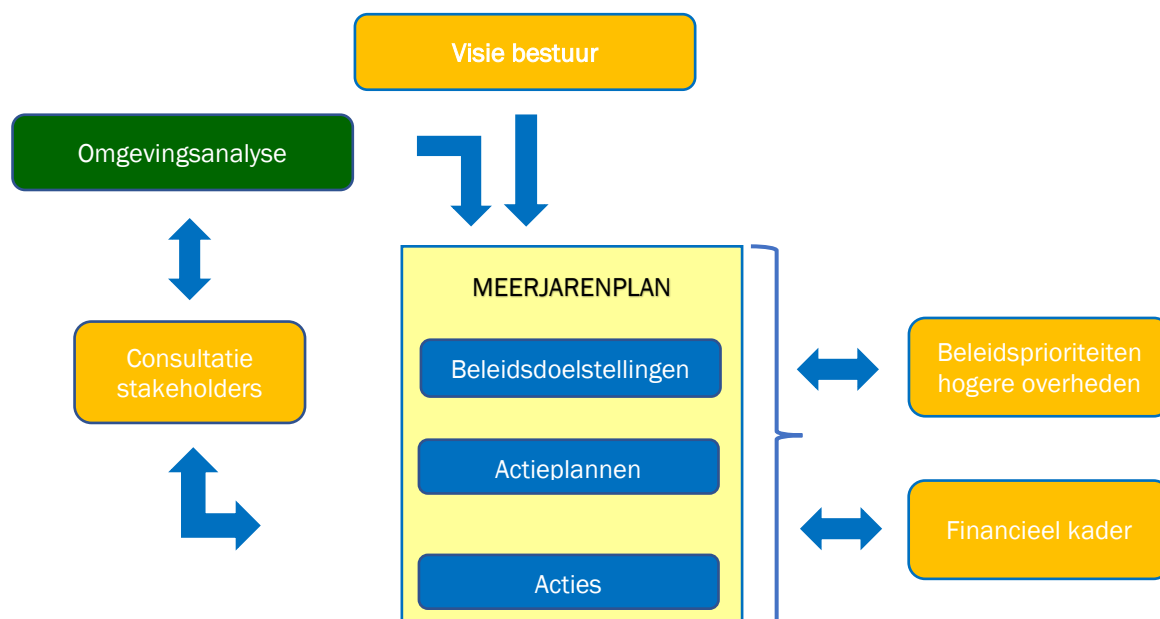 Visie bestuur
Omgevingsanalyse
MEERJARENPLAN
Consultatie
stakeholders
Beleidsdoelstellingen
Beleidsprioriteiten
hogere overheden
Actieplannen
Financieel kader
Acties